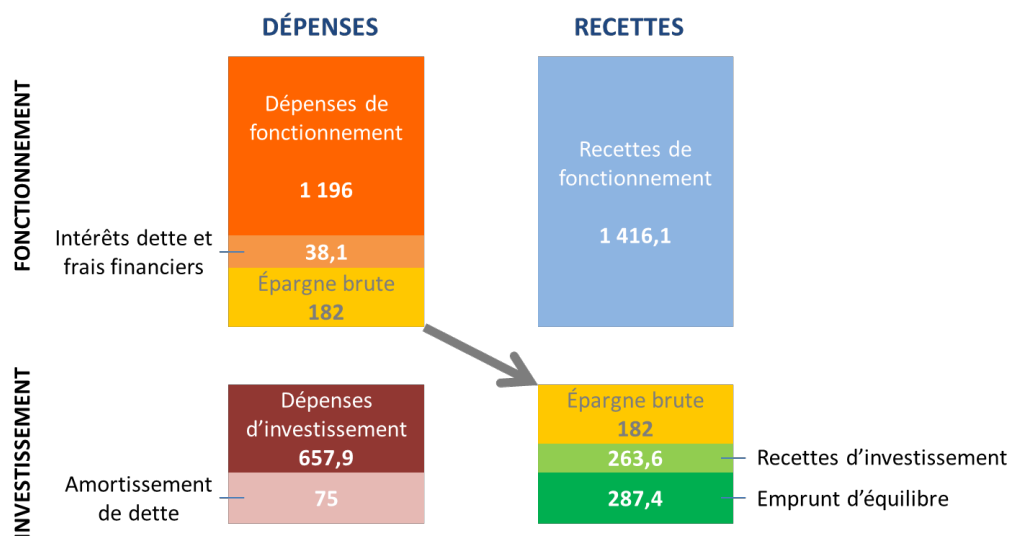 DÉPENSES
RECETTES
FONCTIONNEMENT
Dépenses de
fonctionnement
1 196
Intérêts dette et
frais financiers
38,1
Épargne brute
182
Recettes de
fonctionnement
1 416,1
INVESTISSEMENT
Dépenses
d’investissement
657,9
Amortissement
de dette
75
Épargne brute
182
263,6
Recettes d’investissement
287,4
Emprunt d’équilibre